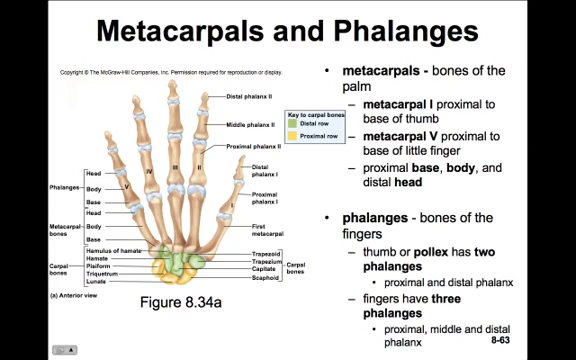 Metacarpals and Phalanges
Copyright © The McGraw-Hill Companies, Inc. Permission required for reproduction or display.
Distal phalanx II
Middle phalanx II
Proximal phalanx II
Key to carpal bones
Distal row
Proximal row
Distal
phalanx I
Proximal
phalanx I
First
metacarpal
IV
III
II
V
I
Phalanges
Head
Body
Base
Metacarpal
bones
Head
Body
Base
Carpal
bones
Hamulus of hamate
Hamate
Pisiform
Triquetrum
Lunate
Trapezoid
Trapezium
Capitate
Scaphoid
Carpal
bones
(a) Anterior view
Figure 8.34a
• metacarpals - bones of the
palm
– metacarpal I proximal to
base of thumb
– metacarpal V proximal to
base of little finger
– proximal base, body, and
distal head
• phalanges - bones of the
fingers
– thumb or pollex has two
phalanges
• proximal and distal phalanx
– fingers have three
phalanges
• proximal, middle and distal
phalanx
8-63